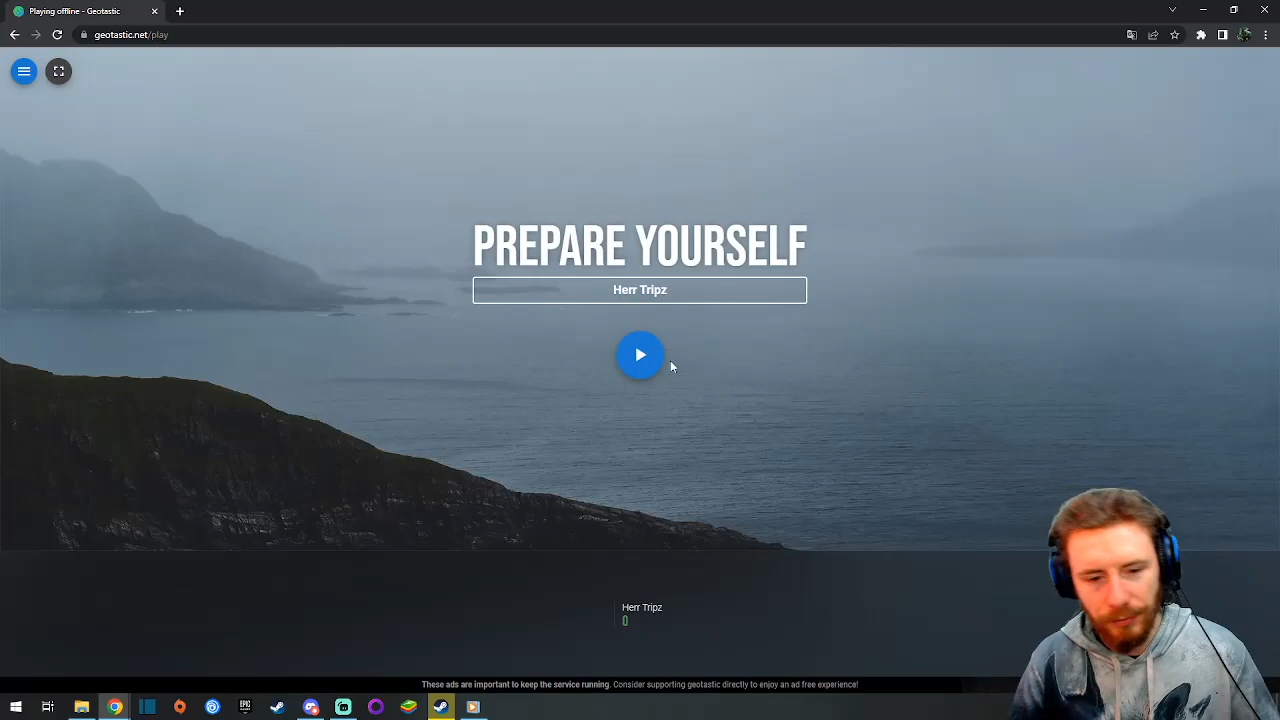 Playing offline - Geotastic
geotastic.net/play
PREPARE YOURSELF
Herr Tripz
Herr Tripz
0
These ads are important to keep the service running. Consider supporting geotastic directly to enjoy an ad free experience!
EPIC